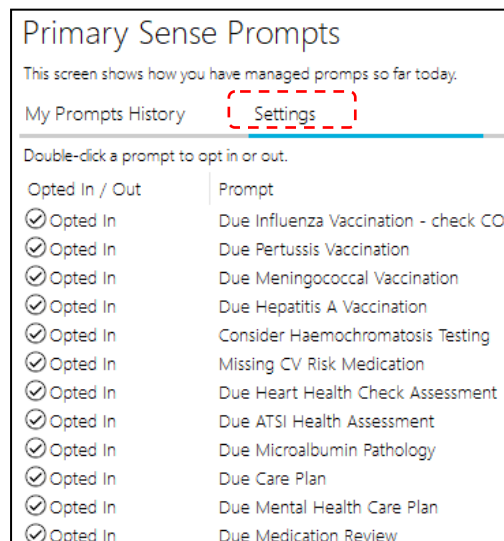 Primary Sense Prompts
This screen shows how you have managed promps so far today.
My Prompts History Settings
Double-click a prompt to opt in or out.
Opted In / Out Prompt
Opted In Due Influenza Vaccination - check CO
Opted In Due Pertussis Vaccination
Opted In Due Meningococcal Vaccination
Opted In Due Hepatitis A Vaccination
Opted In Consider Haemochromatosis Testing
Opted In Missing CV Risk Medication
Opted In Due Heart Health Check Assessment
Opted In Due ATSI Health Assessment
Opted In Due Microalbumin Pathology
Opted In Due Care Plan
Opted In Due Mental Health Care Plan
Opted In Due Medication Review